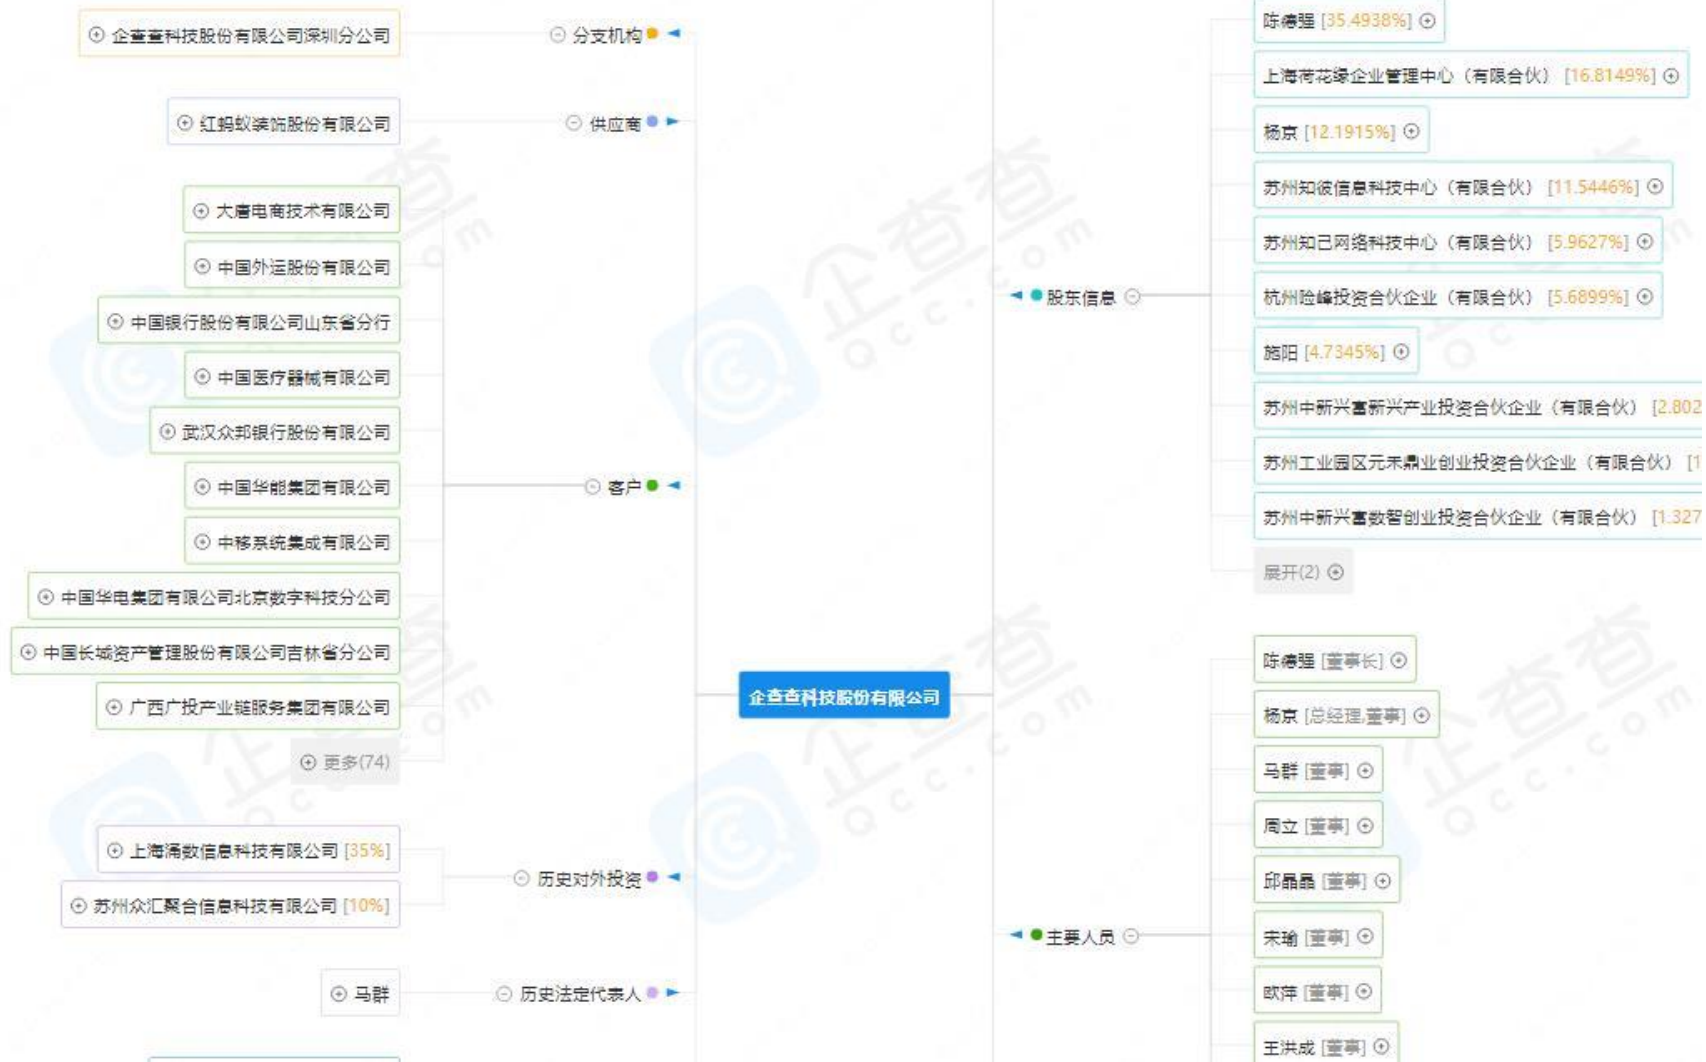 企查查科技股份有限公司深圳分公司
分支机构
红蚂蚁装饰股份有限公司
供应商
大唐电商技术有限公司
中国外运股份有限公司
中国银行股份有限公司山东省分行
中国医疗器械有限公司
武汉众邦银行股份有限公司
中国华能集团有限公司
中移系统集成有限公司
中国华电集团有限公司北京数字科技分公司
中国长城资产管理股份有限公司吉林省分公司
广西广投产业链服务集团有限公司
更多(74)
客户
上海涌数信息科技有限公司 [35%]
苏州众汇聚合信息科技有限公司 [10%]
历史对外投资
马群
历史法定代表人
企查查科技股份有限公司
股东信息
陈德强 [35.4938%]
上海荷花缘企业管理中心（有限合伙） [16.8149%]
杨京 [12.1915%]
苏州知彼信息科技中心（有限合伙） [11.5446%]
苏州知己网络科技中心（有限合伙） [5.9627%]
杭州险峰投资合伙企业（有限合伙） [5.6899%]
施阳 [4.7345%]
苏州中新兴富新兴产业投资合伙企业（有限合伙） [2.802
苏州工业园区元禾鼎业创业投资合伙企业（有限合伙） [1
苏州中新兴富数智创业投资合伙企业（有限合伙） [1.327
展开(2)
主要人员
陈德强 [董事长]
杨京 [总经理,董事]
马群 [董事]
周立 [董事]
邱晶晶 [董事]
宋瑜 [董事]
欧萍 [董事]
王洪成 [董事]
企查查
Qcc.com